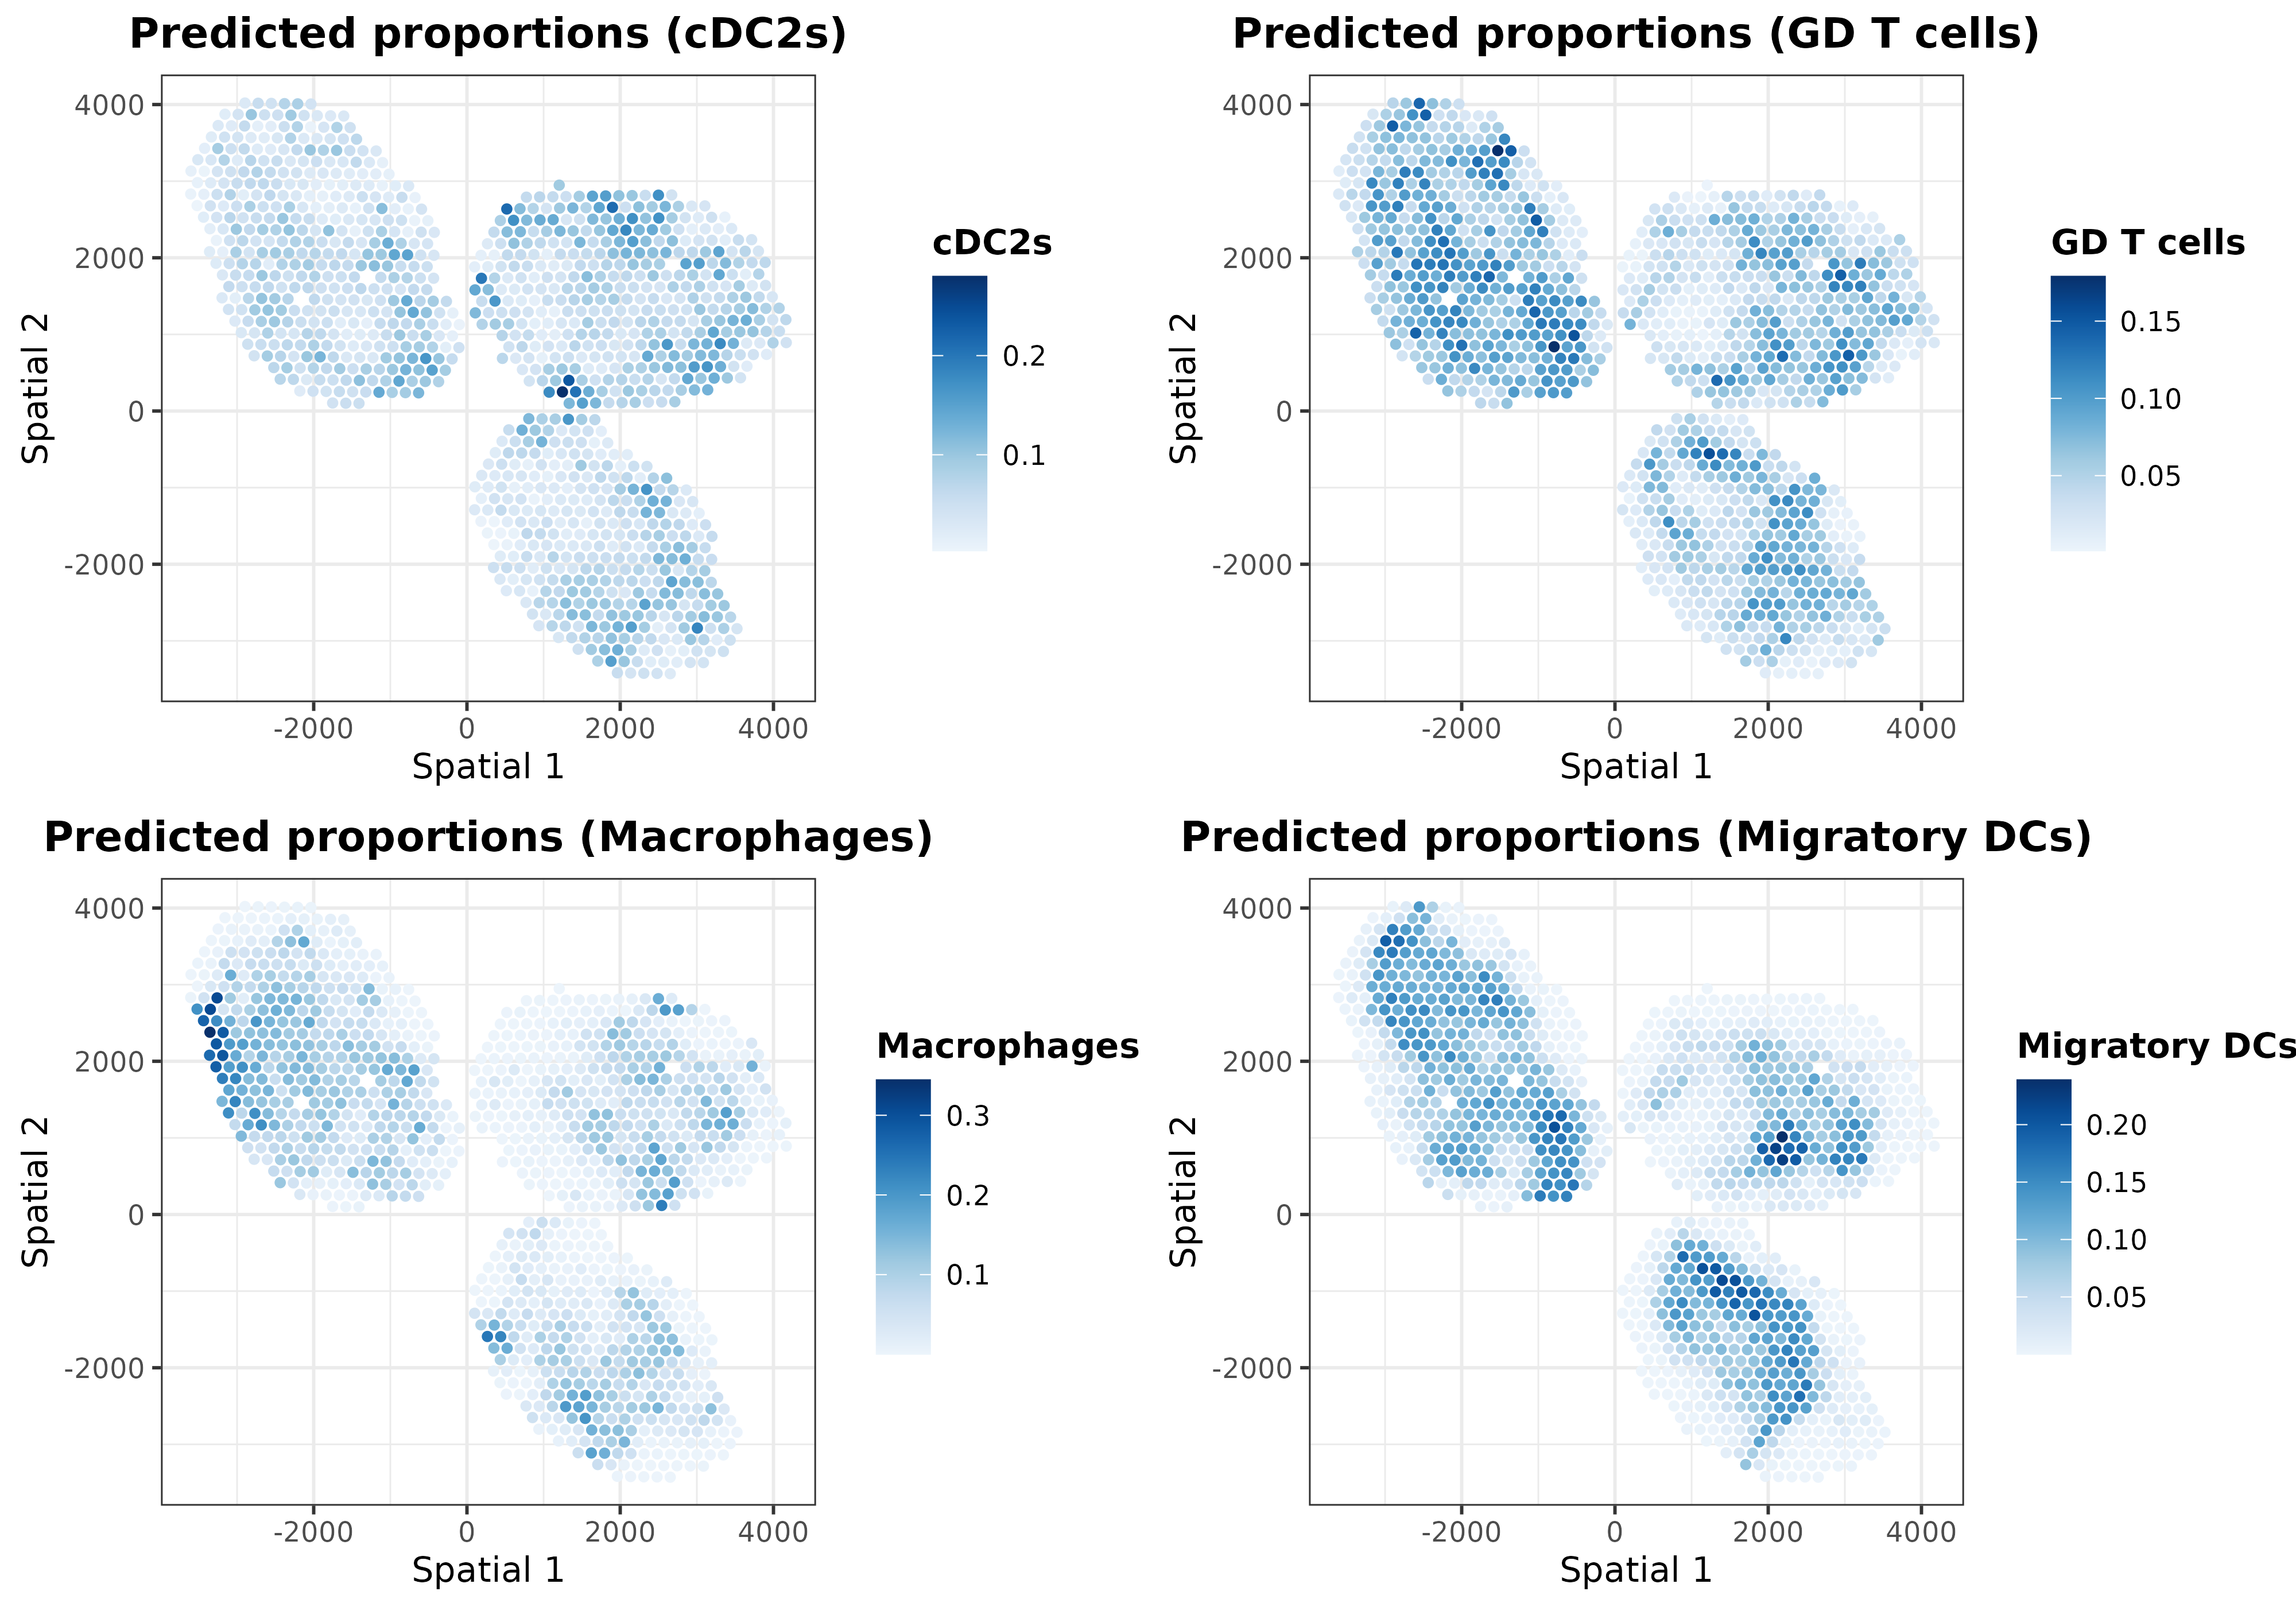 Predicted proportions (cDC2s)
4000
2000
0
-2000
Spatial 2
-2000 0 2000 4000
Spatial 1
cDC2s
0.2
0.1
Predicted proportions (GD T cells)
4000
2000
0
-2000
Spatial 2
-2000 0 2000 4000
Spatial 1
GD T cells
0.15
0.10
0.05
Predicted proportions (Macrophages)
4000
2000
0
-2000
Spatial 2
-2000 0 2000 4000
Spatial 1
Macrophages
0.3
0.2
0.1
Predicted proportions (Migratory DCs)
4000
2000
0
-2000
Spatial 2
-2000 0 2000 4000
Spatial 1
Migratory DCs
0.20
0.15
0.10
0.05